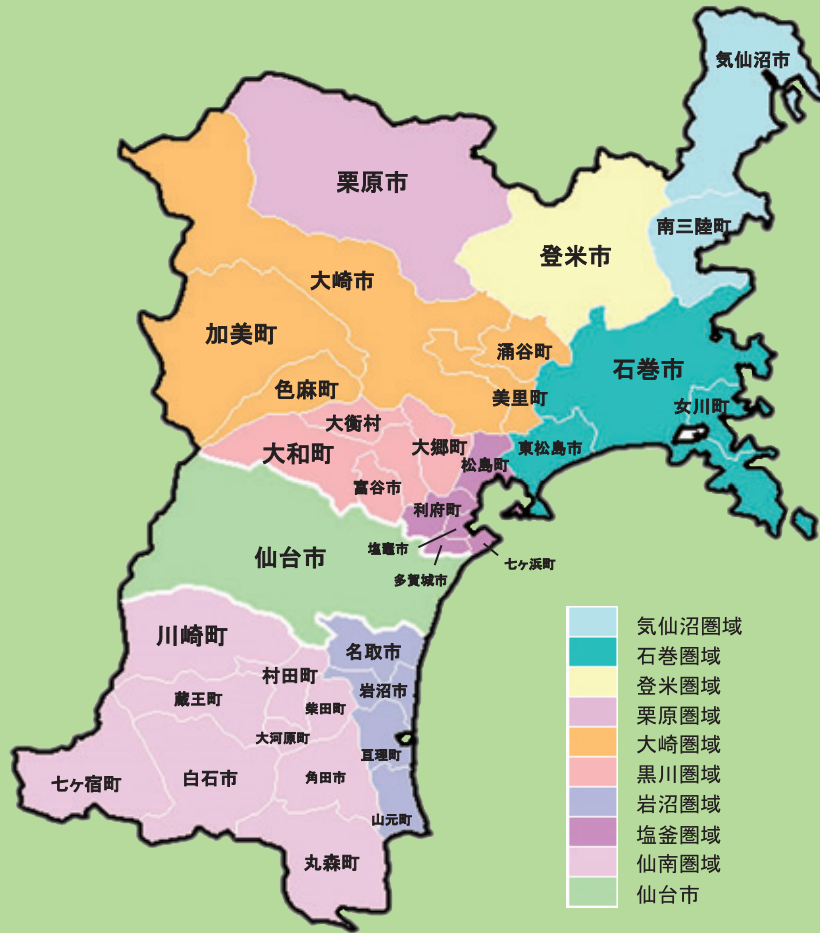 気仙沼市
栗原市
南三陸町
登米市
大崎市
加美町
涌谷町
石巻市
色麻町
美里町
女川町
大衡村
大和町
大郷町
東松島市
松島町
富谷市
利府町
塩竈市
仙台市
七ヶ浜町
多賀城市
川崎町
名取市
村田町
岩沼市
蔵王町
柴田町
大河原町
亘理町
七ヶ宿町
白石市
角田市
山元町
丸森町
気仙沼圏域
石巻圏域
登米圏域
栗原圏域
大崎圏域
黒川圏域
岩沼圏域
塩釜圏域
仙南圏域
仙台市